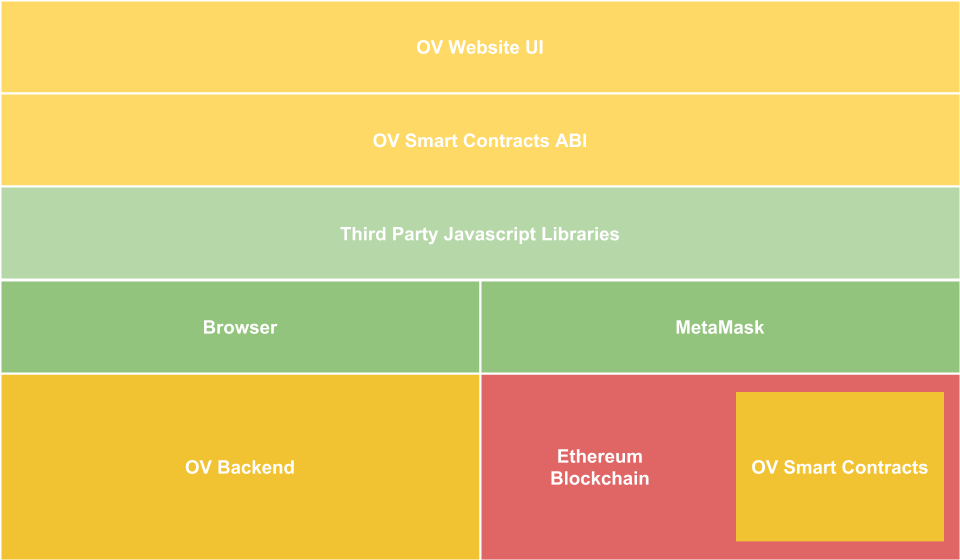 OV Website UI
OV Smart Contracts ABI
Third Party Javascript Libraries
Browser
MetaMask
OV Backend
Ethereum
Blockchain
OV Smart Contracts